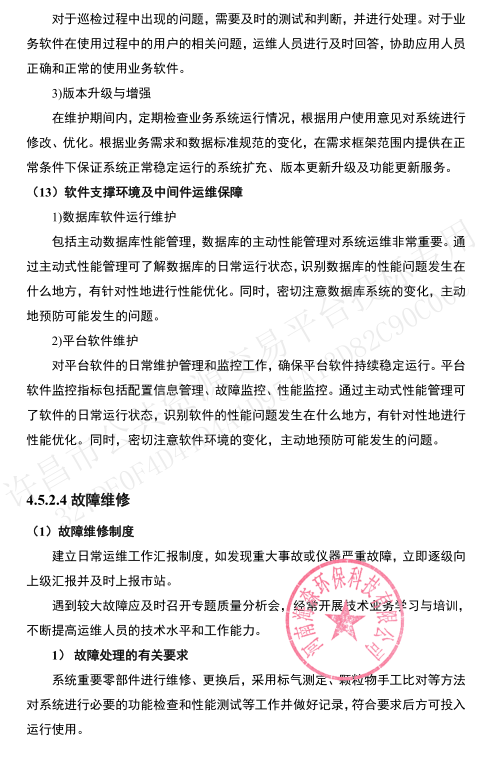 对于巡检过程中出现的问题，需要及时的测试和判断，并进行处理。对于业
务软件在使用过程中的用户的相关问题，运维人员进行及时回答，协助应用人员
正确和正常的使用业务软件。
3)版本升级与增强
在维护期间内，定期检查业务系统运行情况，根据用户使用意见对系统进行
修改、优化。根据业务需求和数据标准规范的变化，在需求框架范围内提供在正
常条件下保证系统正常稳定运行的系统扩充、版本更新升级及功能更新服务。
（13）软件支撑环境及中间件运维保障
1)数据库软件运行维护
包括主动数据库性能管理，数据库的主动性能管理对系统运维非常重要。通
过主动式性能管理可了解数据库的日常运行状态，识别数据库的性能问题发生在
什么地方，有针对性地进行性能优化。同时，密切注意数据库系统的变化，主动
地预防可能发生的问题。
2)平台软件维护
对平台软件的日常维护管理和监控工作，确保平台软件持续稳定运行。平台
软件监控指标包括配置信息管理、故障监控、性能监控。通过主动式性能管理可
了软件的日常运行状态，识别软件的性能问题发生在什么地方，有针对性地进行
性能优化。同时，密切注意软件环境的变化，主动地预防可能发生的问题。
4.5.2.4 故障维修
（1）故障维修制度
建立日常运维工作汇报制度，如发现重大事故或仪器严重故障，立即逐级向
上级汇报并及时上报市站。
遇到较大故障应及时召开专题质量分析会，经常开展技术业务学习与培训，
不断提高运维人员的技术水平和工作能力。
1） 故障处理的有关要求
系统重要零部件进行维修、更换后，采用标气测定、颗粒物手工比对等方法
对系统进行必要的功能检查和性能测试等工作并做好记录，符合要求后方可投入
运行使用。